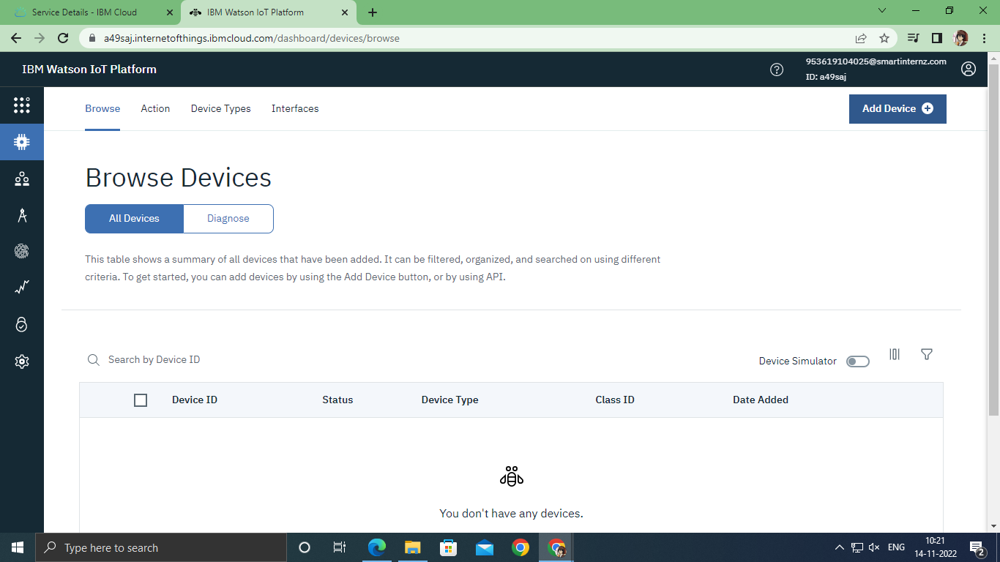 Service Details - IBM Cloud
IBM Watson IoT Platform
a49saj.internetofthings.ibmcloud.com/dashboard/devices/browse
IBM Watson IoT Platform
953619104025@smartinternz.com
ID: a49saj
Browse
Action
Device Types
Interfaces
Add Device
Browse Devices
All Devices
Diagnose
This table shows a summary of all devices that have been added. It can be filtered, organized, and searched on using different
criteria. To get started, you can add devices by using the Add Device button, or by using API.
Search by Device ID
Device Simulator
Device ID
Status
Device Type
Class ID
Date Added
You don't have any devices.
Type here to search
ENG
10:21
14-11-2022
2